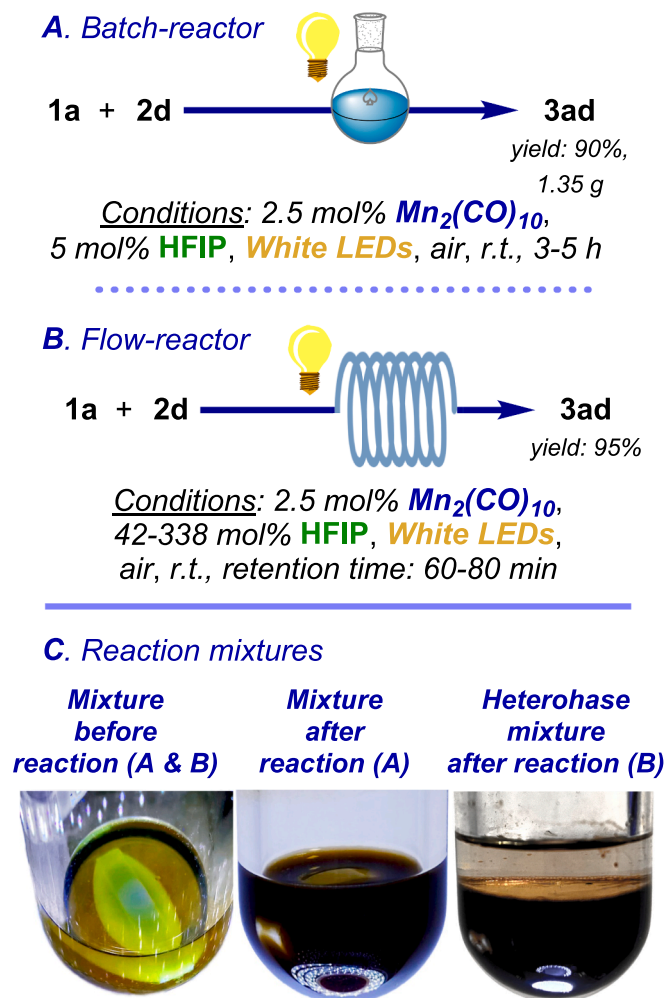 A. Batch-reactor
1a + 2d 3ad
yield: 90%,
1.35 g
Conditions: 2.5 mol% Mn2(CO)10,
5 mol% HFIP, White LEDs, air, r.t., 3-5 h
B. Flow-reactor
1a + 2d 3ad
yield: 95%
Conditions: 2.5 mol% Mn2(CO)10,
42-338 mol% HFIP, White LEDs,
air, r.t., retention time: 60-80 min
C. Reaction mixtures
Mixture
before
reaction (A & B)
Mixture
after
reaction (A)
Heterohase
mixture
after reaction (B)